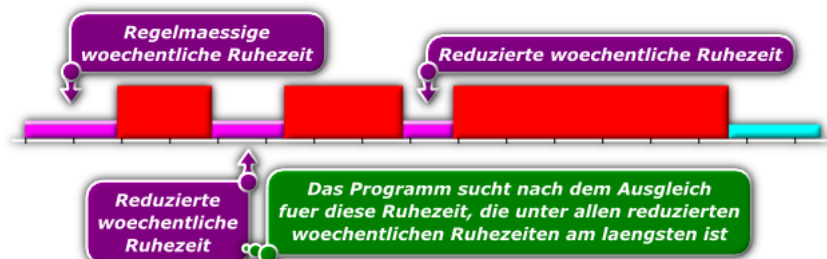 Regelmaessige
woechentliche Ruhezeit
Reduzierte woechentliche Ruhezeit
Reduzierte
woechentliche
Ruhezeit
Das Programm sucht nach dem Ausgleich
fuer diese Ruhezeit, die unter allen reduzierten
woechentlichen Ruhezeiten am laengsten ist